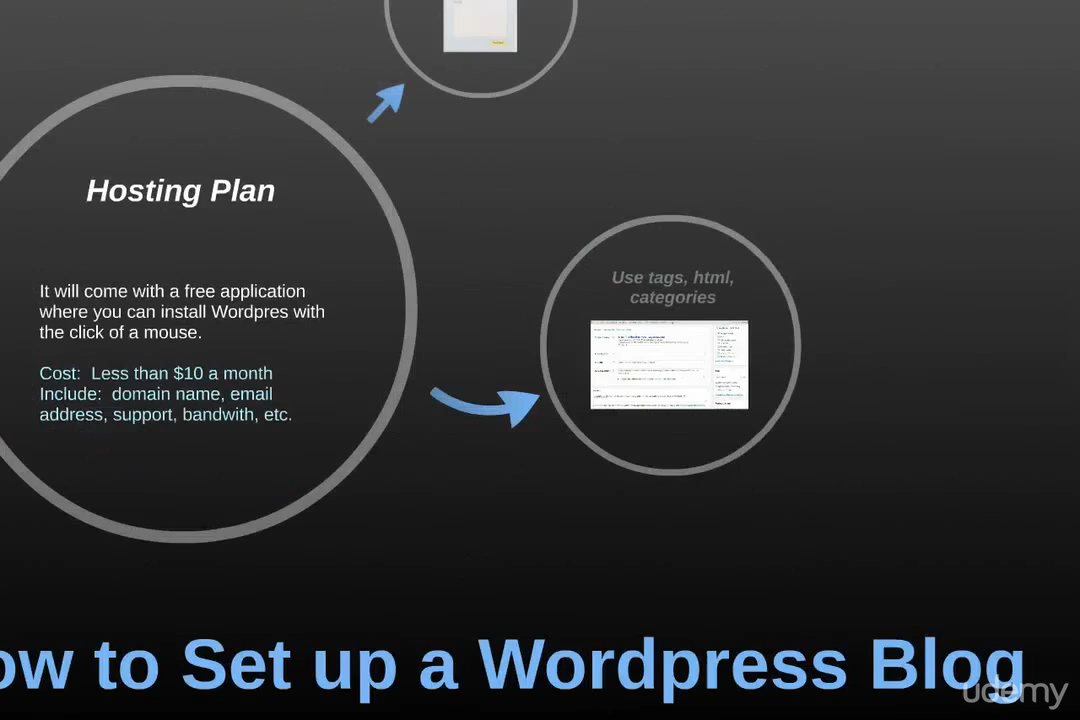 Hosting Plan
It will come with a free application
where you can install Wordpres with
the click of a mouse.
Cost:  Less than $10 a month
Include:  domain name, email
address, support, bandwith, etc.
Use tags, html,
categories
ow to Set up a Wordpress Blog
udemy